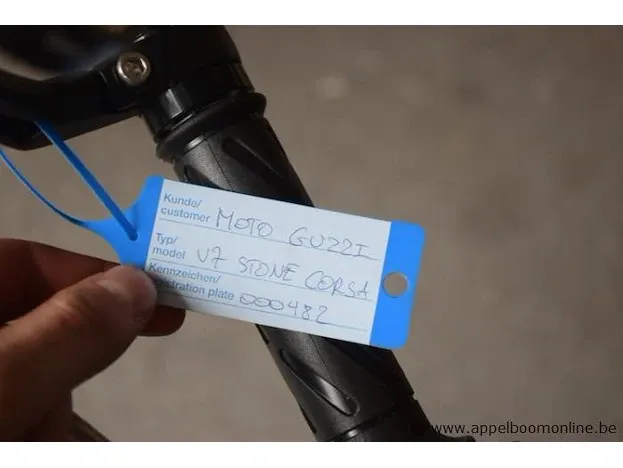 Kunde/
customer MOTO GUZZI
Typ/
model V7 STONE CORSA
Kennzeichen/
registration plate 000482
www.appelboomonline.be